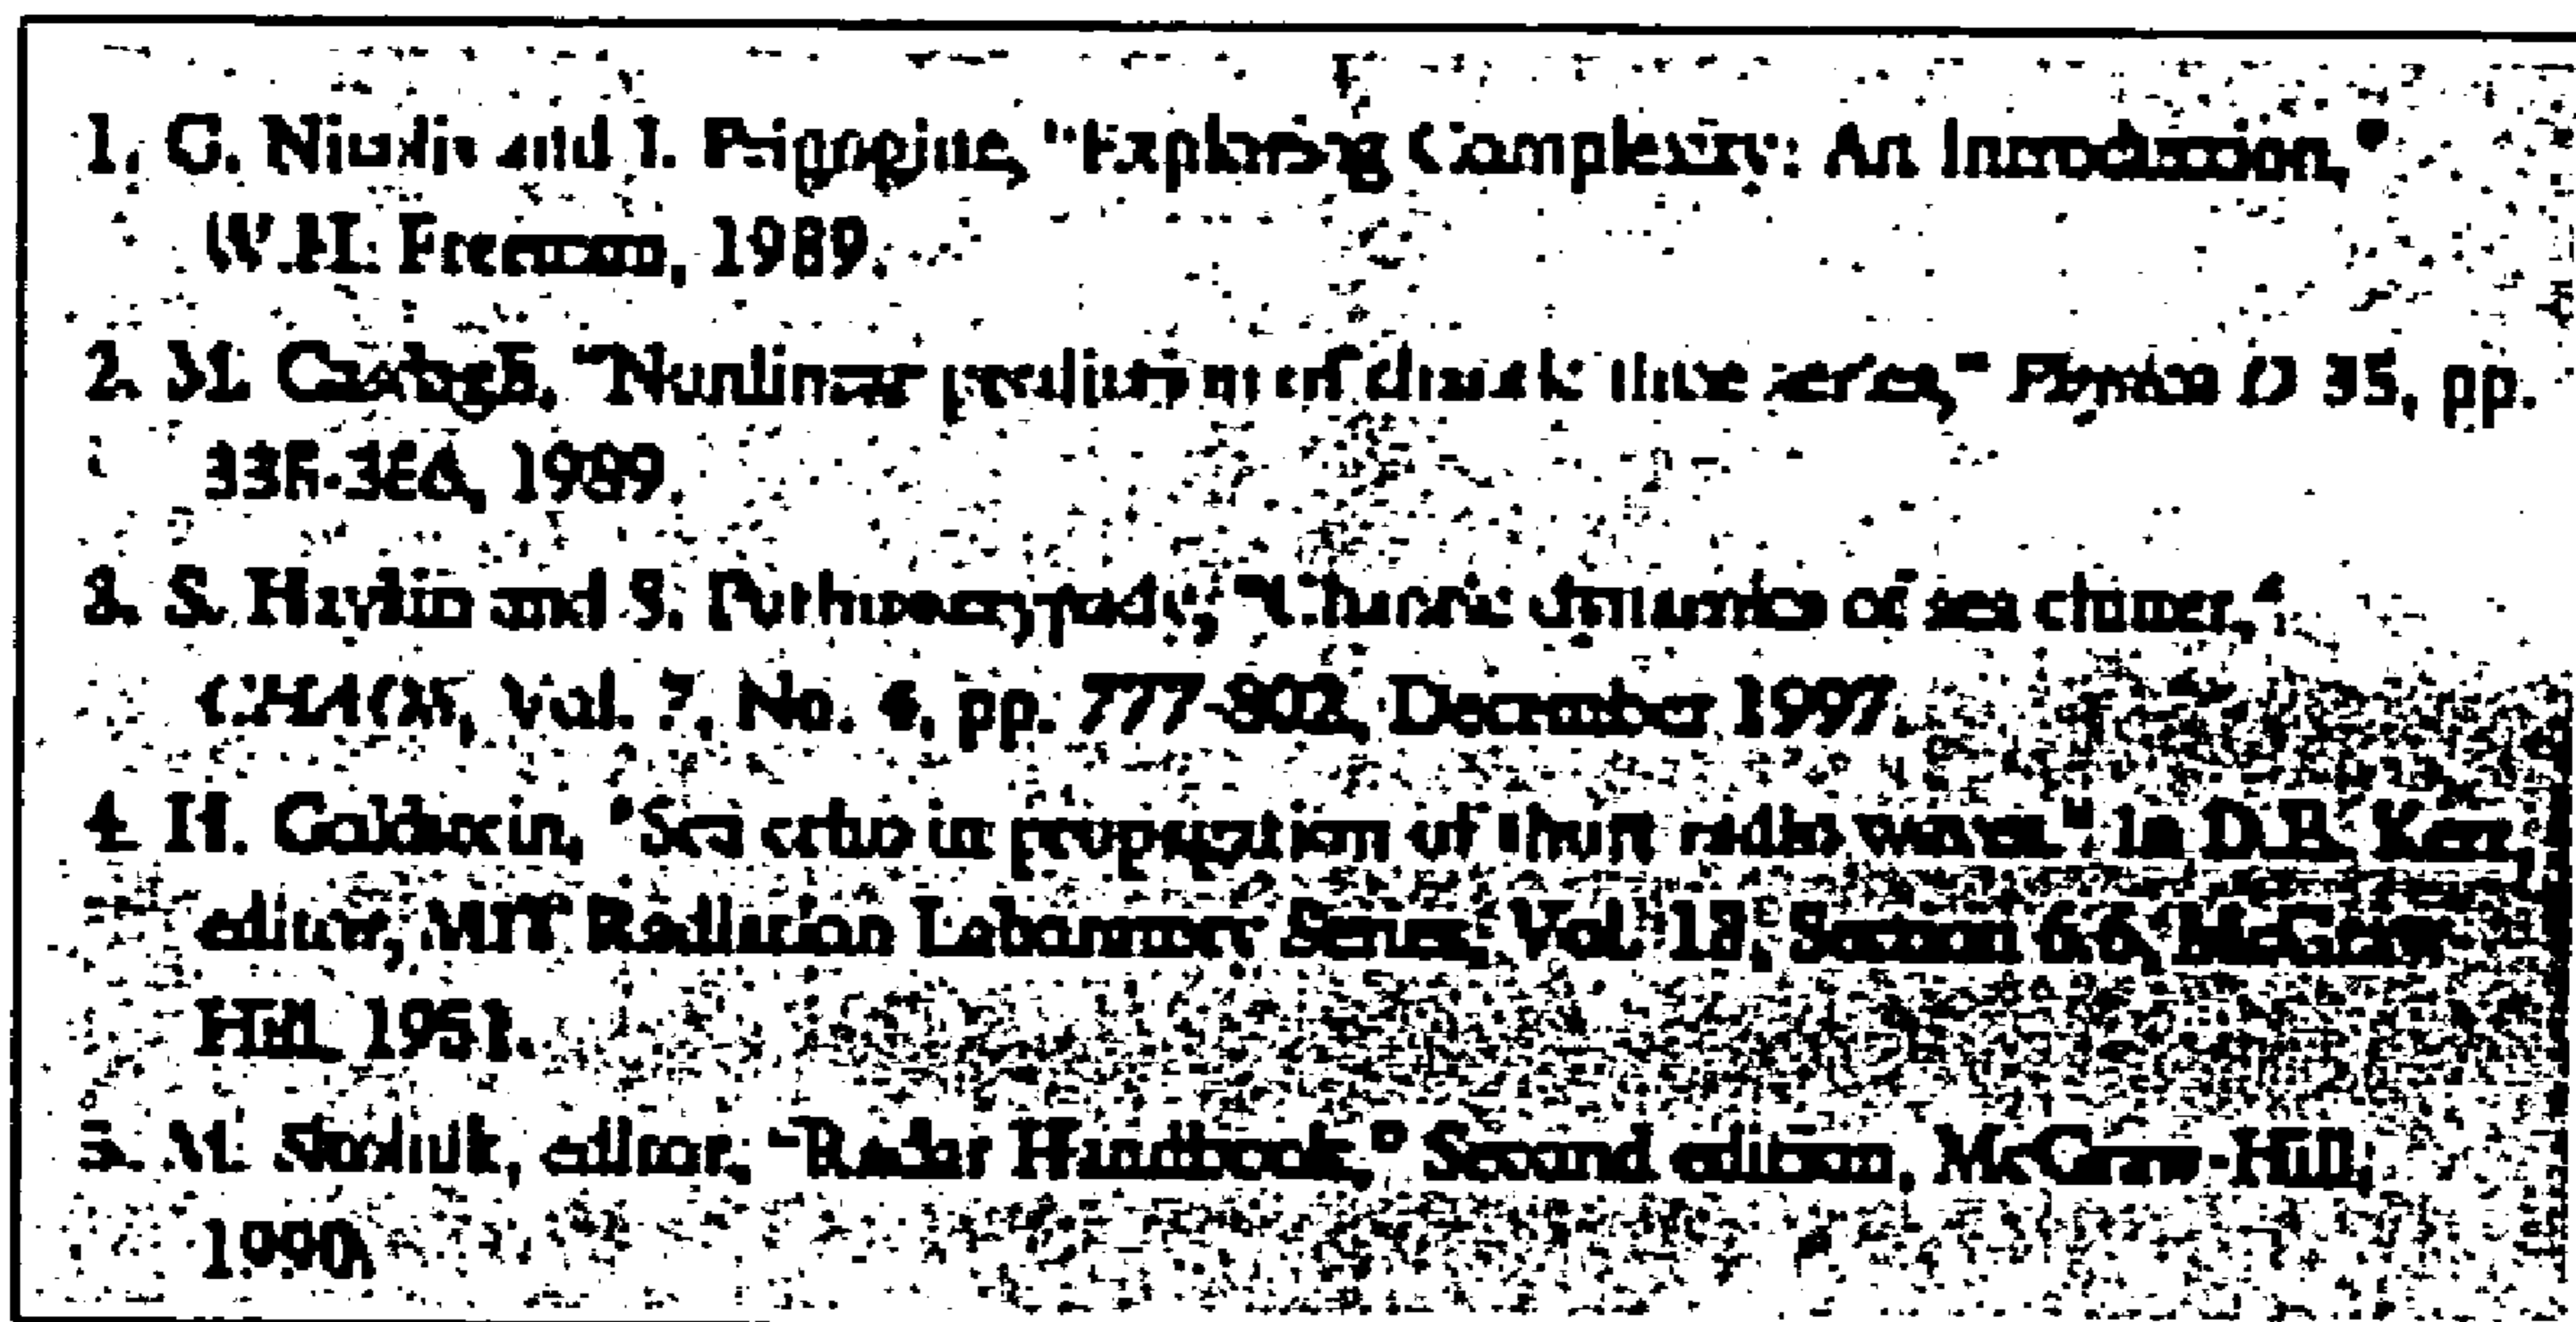 1. G. Nicolis and I. Prigogine, "Exploring Complexity: An Introduction,"
W.H. Freeman, 1989.
2. M. Casdagli, "Nonlinear prediction of chaotic time series," Physica D 35, pp.
335-356, 1989.
3. S. Haykin and S. Puthusserypady, "Chaotic dynamics of sea clutter,"
CHAOS, Vol. 7, No. 4, pp. 777-802, December 1997.
4. H. Goldstein, "Sea echo in propagation of short radio waves." In D.E. Kerr,
editor, MIT Radiation Laboratory Series, Vol. 13, Section 6.6, McGraw-
Hill, 1951.
5. M. Skolnik, editor, "Radar Handbook," Second edition, McGraw-Hill,
1990.